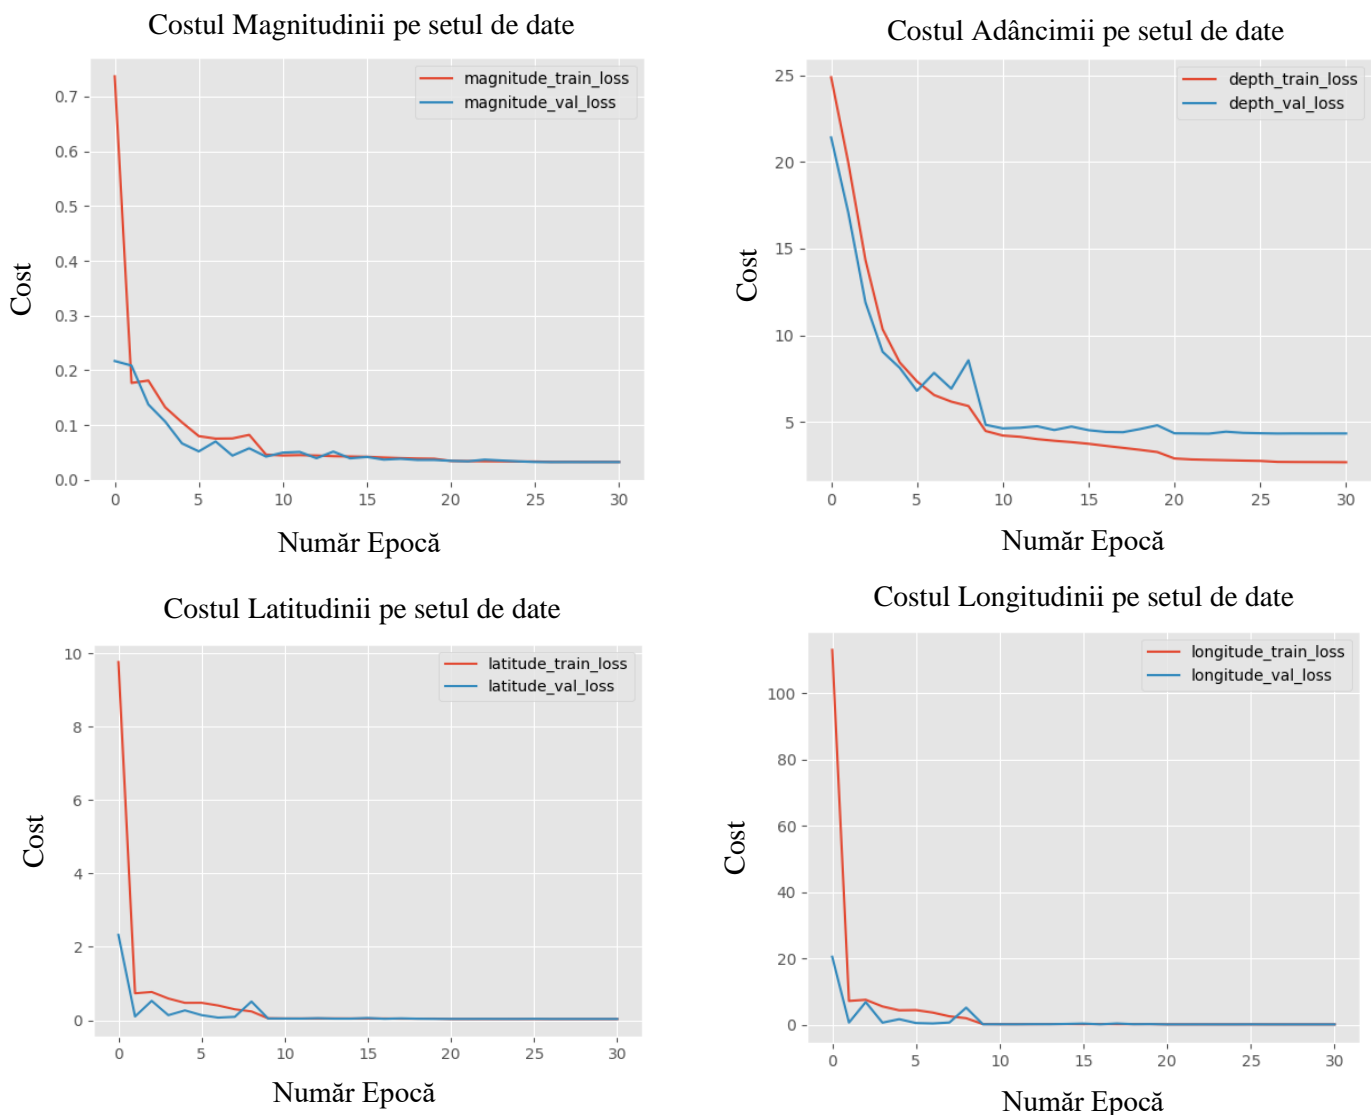 Costul Magnitudinii pe setul de date
magnitude_train_loss
magnitude_val_loss
0.7
0.6
0.5
0.4
0.3
0.2
0.1
0.0
Cost
0 5 10 15 20 25 30
Număr Epocă
Costul Adâncimii pe setul de date
depth_train_loss
depth_val_loss
25
20
15
10
5
Cost
0 5 10 15 20 25 30
Număr Epocă
Costul Latitudinii pe setul de date
latitude_train_loss
latitude_val_loss
10
8
6
4
2
0
Cost
0 5 10 15 20 25 30
Număr Epocă
Costul Longitudinii pe setul de date
longitude_train_loss
longitude_val_loss
100
80
60
40
20
0
Cost
0 5 10 15 20 25 30
Număr Epocă